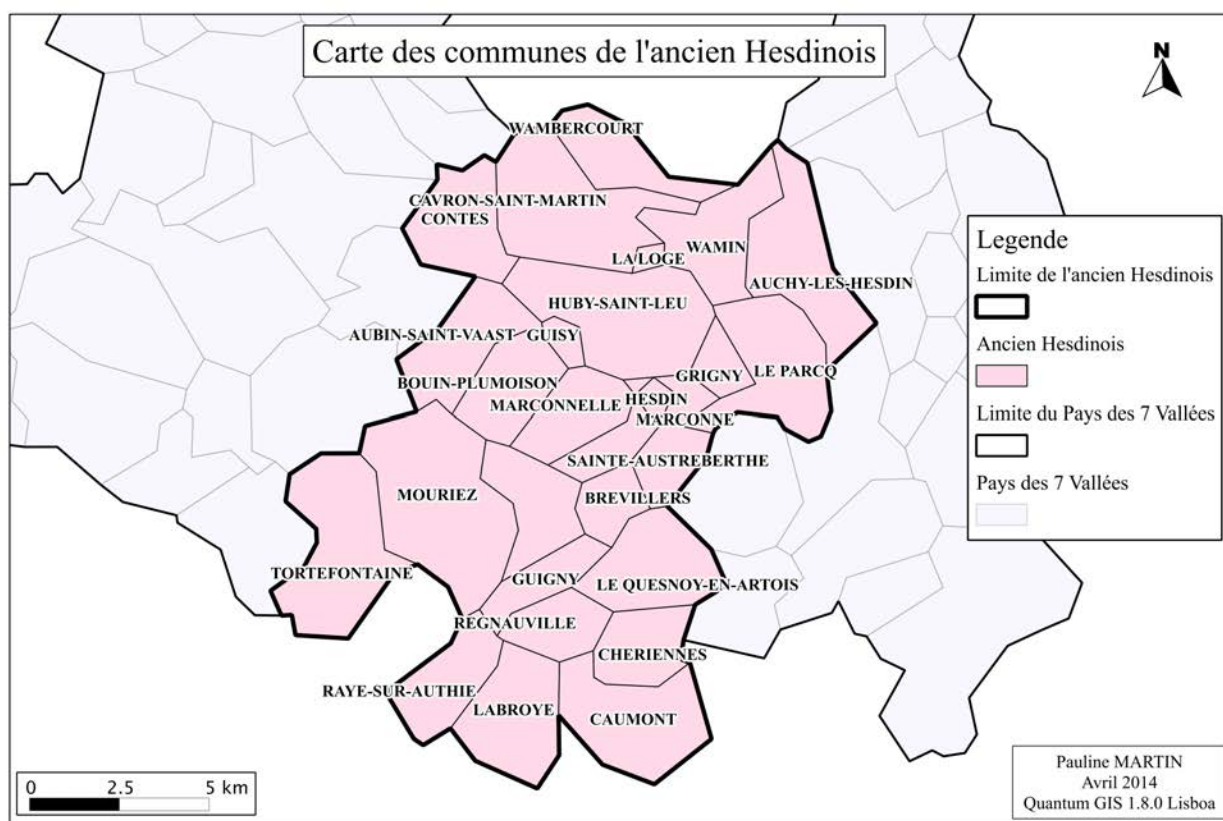 Carte des communes de l'ancien Hesdinois
N
WAMBERCOURT
CAVRON-SAINT-MARTIN
CONTES
WAMIN
LA LOGE
AUCHY-LES-HESDIN
HUBY-SAINT-LEU
AUBIN-SAINT-VAAST
GUISY
LE PARCQ
GRIGNY
BOUIN-PLUMOISON
HESDIN
MARCONNELLE
MARCONNE
SAINTE-AUSTREBERTHE
MOURIEZ
BREVILLERS
TORTEFONTAINE
GUIGNY
LE QUESNOY-EN-ARTOIS
REGNAUVILLE
CHERIENNES
RAYE-SUR-AUTHIE
LABROYE
CAUMONT
Legende
Limite de l'ancien Hesdinois
Ancien Hesdinois
Limite du Pays des 7 Vallées
Pays des 7 Vallées
0 2.5 5 km
Pauline MARTIN
Avril 2014
Quantum GIS 1.8.0 Lisboa